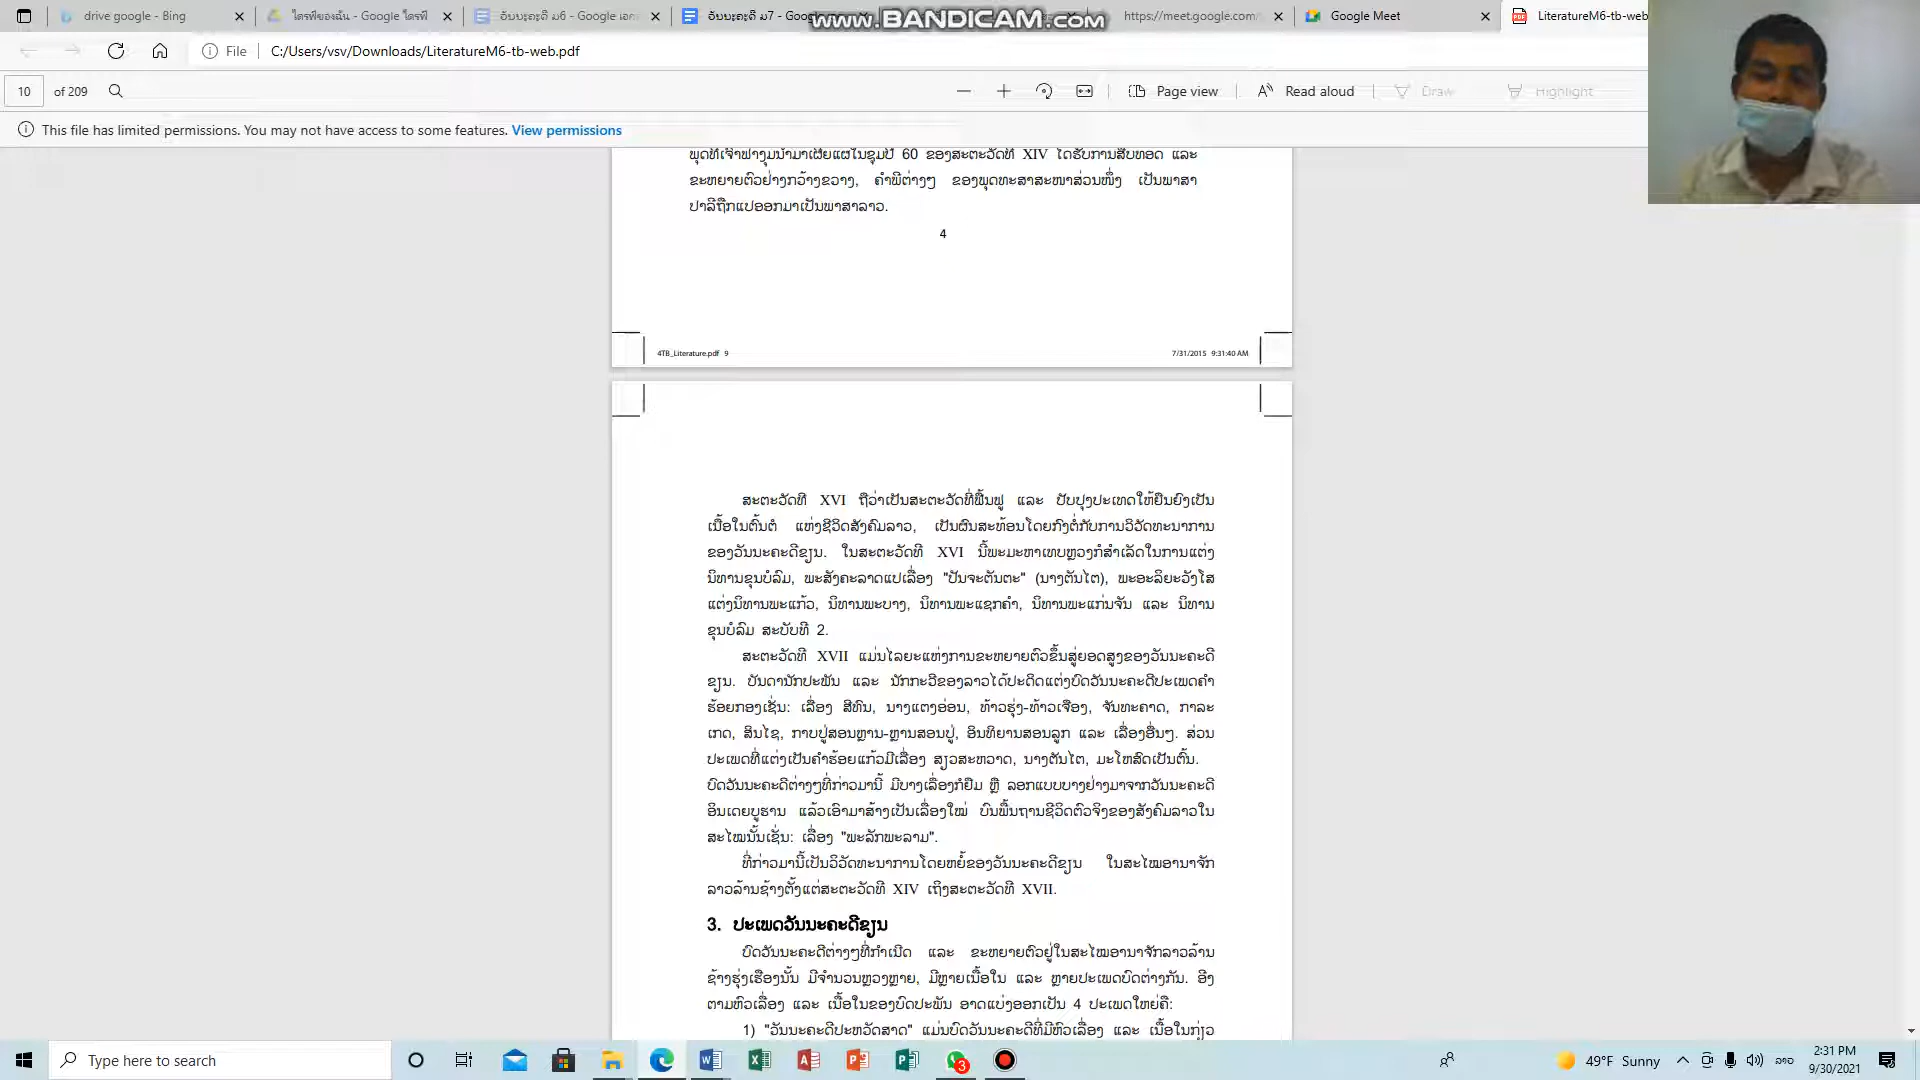 drive google - Bing
ໄດຣຟ໌ຂອງຂ້ອຍ - Google ໄດຣຟ໌
ວັນນະຄະດີ ມ6 - Google ເອກ
ວັນນະຄະດີ ມ7 - Goog
www.BANDICAM.com
https://meet.google.com/
Google Meet
LiteratureM6-tb-web
File
C:/Users/vsv/Downloads/LiteratureM6-tb-web.pdf
10 of 209
Page view
Read aloud
Draw
Highlight
This file has limited permissions. You may not have access to some features. View permissions
ພຸດທີ່ເຈົ້າຟ້າງຸ່ມນຳມາເຜີຍແຜ່ໃນຊຸມປີ 60 ຂອງສະຕະວັດທີ XIV ໄດ້ຮັບການສືບທອດ ແລະ
ຂະຫຍາຍຕົວຢ່າງກວ້າງຂວາງ, ຄຳພີຕ່າງໆ ຂອງພຸດທະສາສະໜາສ່ວນໜຶ່ງ ເປັນພາສາ
ປາລີຖືກແປອອກມາເປັນພາສາລາວ.
4
4TB_Literature.pdf 9
7/31/2015 9:31:40 AM
ສະຕະວັດທີ XVI ຖືວ່າເປັນສະຕະວັດທີ່ຟື້ນຟູ ແລະ ປັບປຸງປະເທດໃຫ້ຢືນຍົງເປັນ
ເນື້ອໃນຕົ້ນຕໍ ແຫ່ງຊີວິດສັງຄົມລາວ, ເປັນຜົນສະທ້ອນໂດຍກົງຕໍ່ກັບການວິວັດທະນາການ
ຂອງວັນນະຄະດີຂຽນ. ໃນສະຕະວັດທີ XVI ນີ້ພະມະຫາເທບຫຼວງກໍສຳເລັດໃນການແຕ່ງ
ນິທານຂຸນບໍລົມ, ພະສັງຄະລາດແປເລື່ອງ "ປັນຈະຕັນຕະ" (ນາງຕັນໄຕ), ພະອະລິຍະວັງໂສ
ແຕ່ງນິທານພະແກ້ວ, ນິທານພະບາງ, ນິທານພະແຊກຄຳ, ນິທານພະແກ່ນຈັນ ແລະ ນິທານ
ຂຸນບໍລົມ ສະບັບທີ 2.
ສະຕະວັດທີ XVII ແມ່ນໄລຍະແຫ່ງການຂະຫຍາຍຕົວຂຶ້ນສູ່ຍອດສູງຂອງວັນນະຄະດີ
ຂຽນ. ບັນດານັກປະພັນ ແລະ ນັກກະວີຂອງລາວໄດ້ປະດິດແຕ່ງບົດວັນນະຄະດີປະເພດຄຳ
ຮ້ອຍກອງເຊັ່ນ: ເລື່ອງ ສີທົນ, ນາງແຕງອ່ອນ, ທ້າວຮຸ່ງ-ທ້າວເຈືອງ, ຈັນທະຄາດ, ກາລະ
ເກດ, ສິນໄຊ, ກາບປູ່ສອນຫຼານ-ຫຼານສອນປູ່, ອິນທິຍານສອນລູກ ແລະ ເລື່ອງອື່ນໆ. ສ່ວນ
ປະເພດທີ່ແຕ່ງເປັນຄຳຮ້ອຍແກ້ວມີເລື່ອງ ສຽວສະຫວາດ, ນາງຕັນໄຕ, ມະໂຫສົດເປັນຕົ້ນ.
ບົດວັນນະຄະດີຕ່າງໆທີ່ກ່າວມານີ້ ມີບາງເລື່ອງກໍຢືມ ຫຼື ລອກແບບບາງຢ່າງມາຈາກວັນນະຄະດີ
ອິນເດຍບູຮານ ແລ້ວເອົາມາສ້າງເປັນເລື່ອງໃໝ່ ບົນພື້ນຖານຊີວິດຕົວຈິງຂອງສັງຄົມລາວໃນ
ສະໄໝນັ້ນເຊັ່ນ: ເລື່ອງ "ພະລັກພະລາມ".
ທີ່ກ່າວມານີ້ເປັນວິວັດທະນາການໂດຍຫຍໍ້ຂອງວັນນະຄະດີຂຽນ ໃນສະໄໝອານາຈັກ
ລາວລ້ານຊ້າງຕັ້ງແຕ່ສະຕະວັດທີ XIV ເຖິງສະຕະວັດທີ XVII.
3. ປະເພດວັນນະຄະດີຂຽນ
ບົດວັນນະຄະດີຕ່າງໆທີ່ກຳເນີດ ແລະ ຂະຫຍາຍຕົວຢູ່ໃນສະໄໝອານາຈັກລາວລ້ານ
ຊ້າງຮຸ່ງເຮືອງນັ້ນ ມີຈຳນວນຫຼວງຫຼາຍ, ມີຫຼາຍເນື້ອໃນ ແລະ ຫຼາຍປະເພດບົດຕ່າງກັນ. ອີງ
ຕາມຫົວເລື່ອງ ແລະ ເນື້ອໃນຂອງບົດປະພັນ ອາດແບ່ງອອກເປັນ 4 ປະເພດໃຫຍ່ຄື:
1) "ວັນນະຄະດີປະຫວັດສາດ" ແມ່ນບົດວັນນະຄະດີທີ່ມີຫົວເລື່ອງ ແລະ ເນື້ອໃນກ່ຽວ
Type here to search
3
49°F Sunny
ລາວ
2:31 PM
9/30/2021